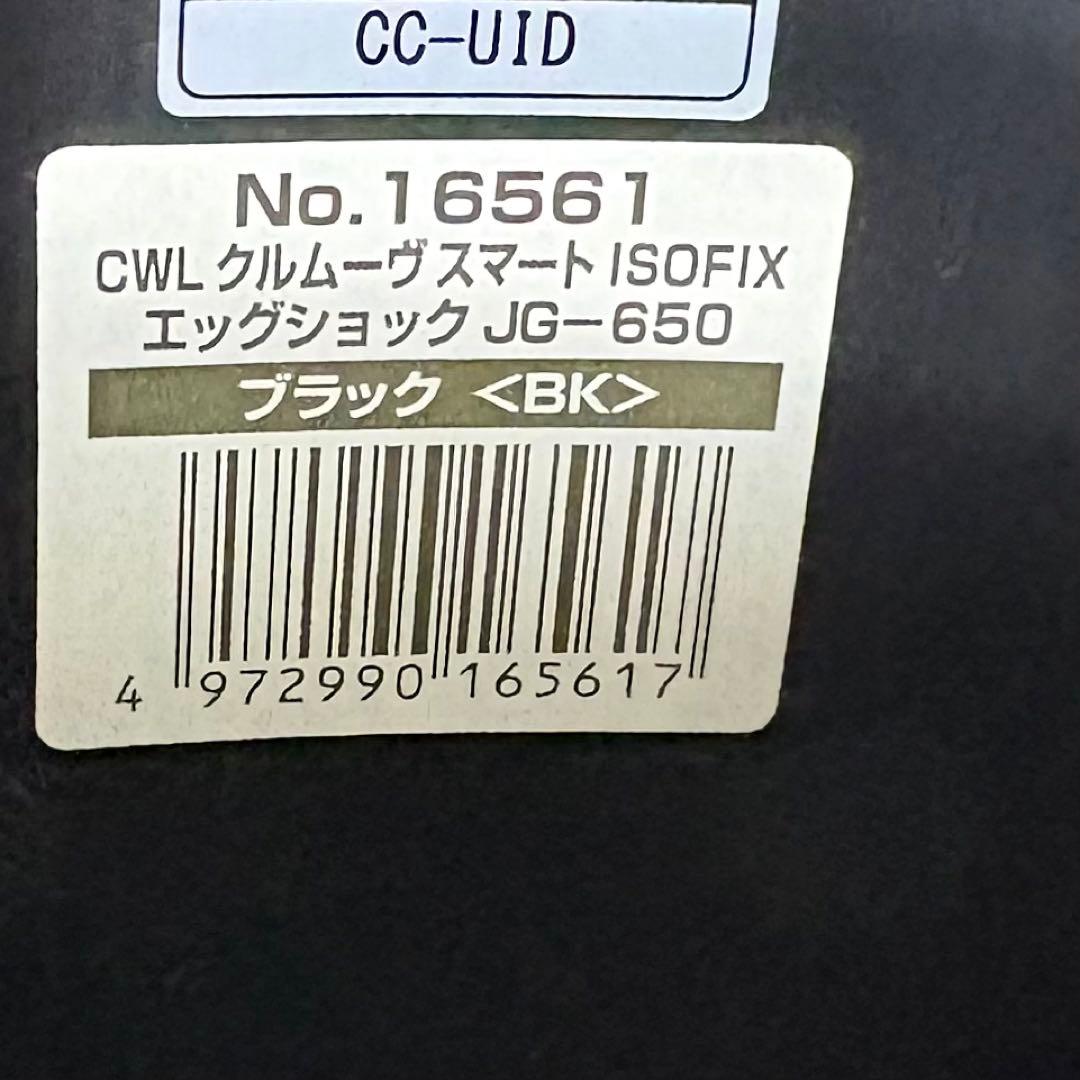 CC-UID
No.16561
CWL クルムーヴ スマート ISOFIX
エッグショック JG-650
ブラック <BK>
4 972990 165617